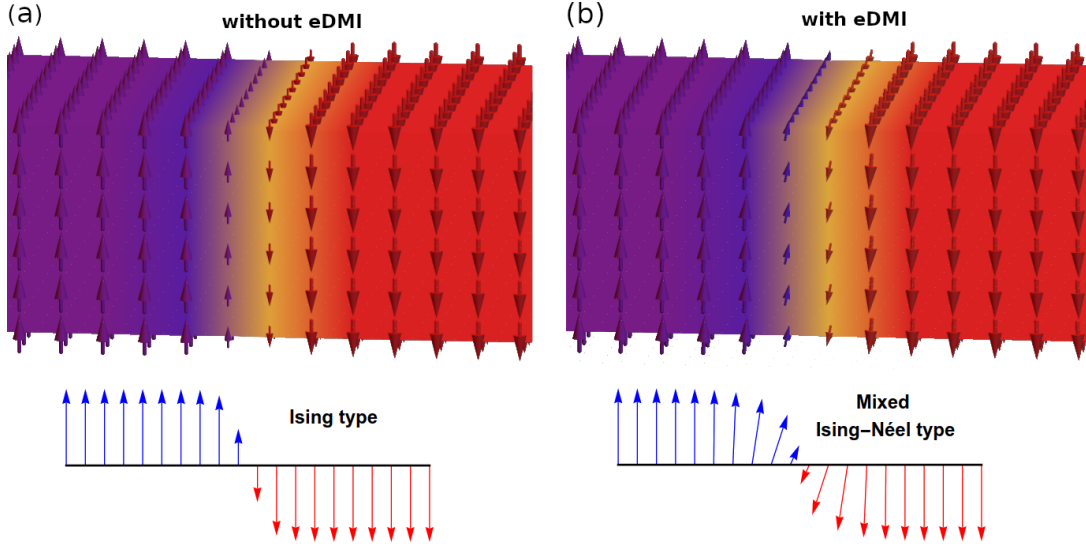 (a)
without eDMI
(b)
with eDMI
Ising type
Mixed
Ising–Néel type